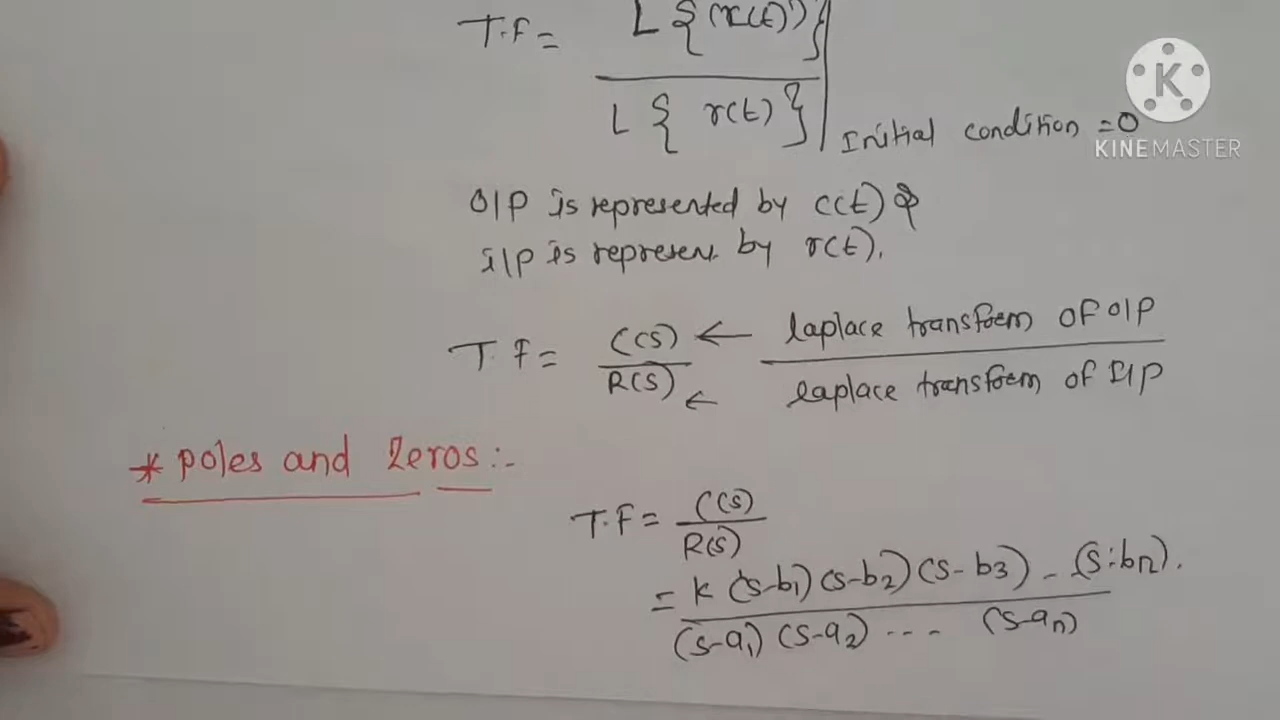 T.F = L{(r(t))}
L{ r(t) } Initial condition = 0
K
KINEMASTER
O/P is represented by c(t) &
i/p is represent by r(t).
T.F = C(S) ← laplace transform OF O/P
R(S) ← laplace transform of I/P
* poles and Zeros :-
T.F = C(S)
R(S)
= K (S-b1) (S-b2) (S-b3) - (S-bn).
(S-a1) (S-a2) --- (S-an)